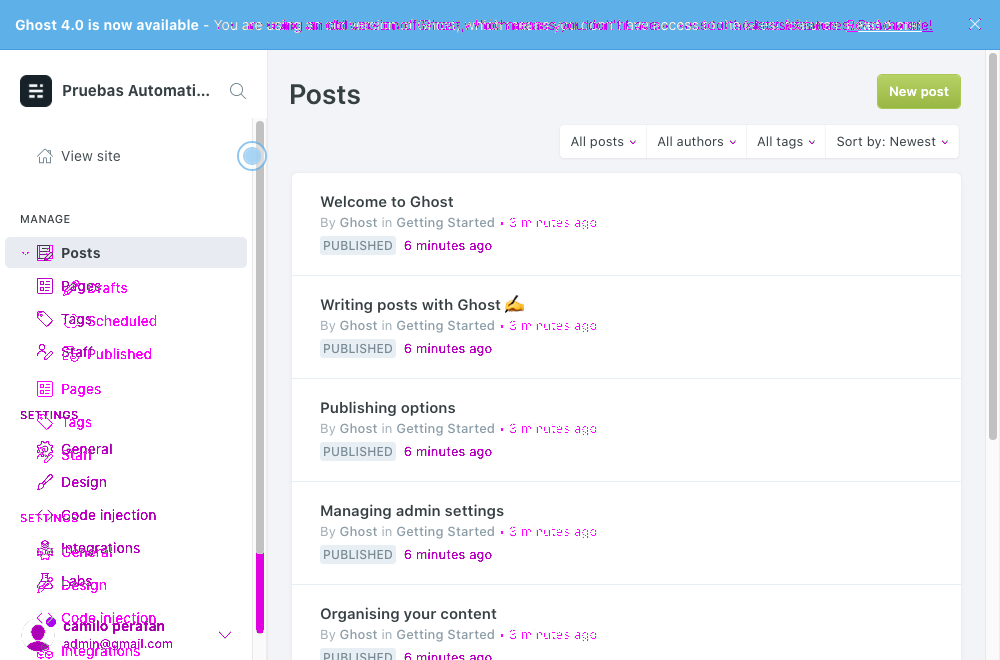 Ghost 4.0 is now available - You are using an old version of Ghost, which means you don't have access to the latest features. Read more!
Pruebas Automati...
View site
MANAGE
Posts
Pages
Drafts
Tags
Scheduled
Staff
Published
Pages
SETTINGS
Tags
General
Staff
Design
Code injection
SETTINGS
Integrations
General
Labs
Design
Code injection
camilo perafan
admin@gmail.com
Integrations
Posts
New post
All posts
All authors
All tags
Sort by: Newest
Welcome to Ghost
By Ghost in Getting Started • 3 minutes ago
PUBLISHED 6 minutes ago
Writing posts with Ghost ✍️
By Ghost in Getting Started • 3 minutes ago
PUBLISHED 6 minutes ago
Publishing options
By Ghost in Getting Started • 3 minutes ago
PUBLISHED 6 minutes ago
Managing admin settings
By Ghost in Getting Started • 3 minutes ago
PUBLISHED 6 minutes ago
Organising your content
By Ghost in Getting Started • 3 minutes ago
PUBLISHED 6 minutes ago